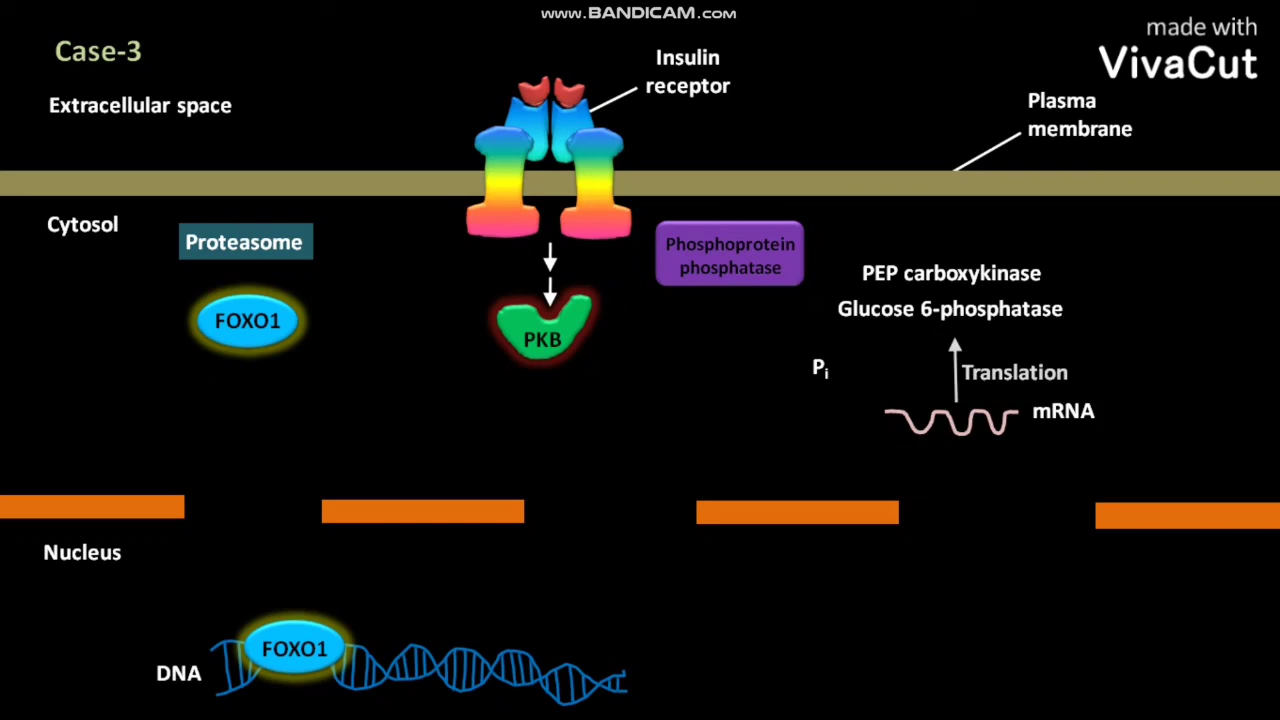 www.BANDICAM.com
made with
VivaCut
Case-3
Insulin
receptor
Extracellular space
Plasma
membrane
Cytosol
Proteasome
Phosphoprotein
phosphatase
PEP carboxykinase
Glucose 6-phosphatase
FOXO1
PKB
Pi
Translation
mRNA
Nucleus
FOXO1
DNA